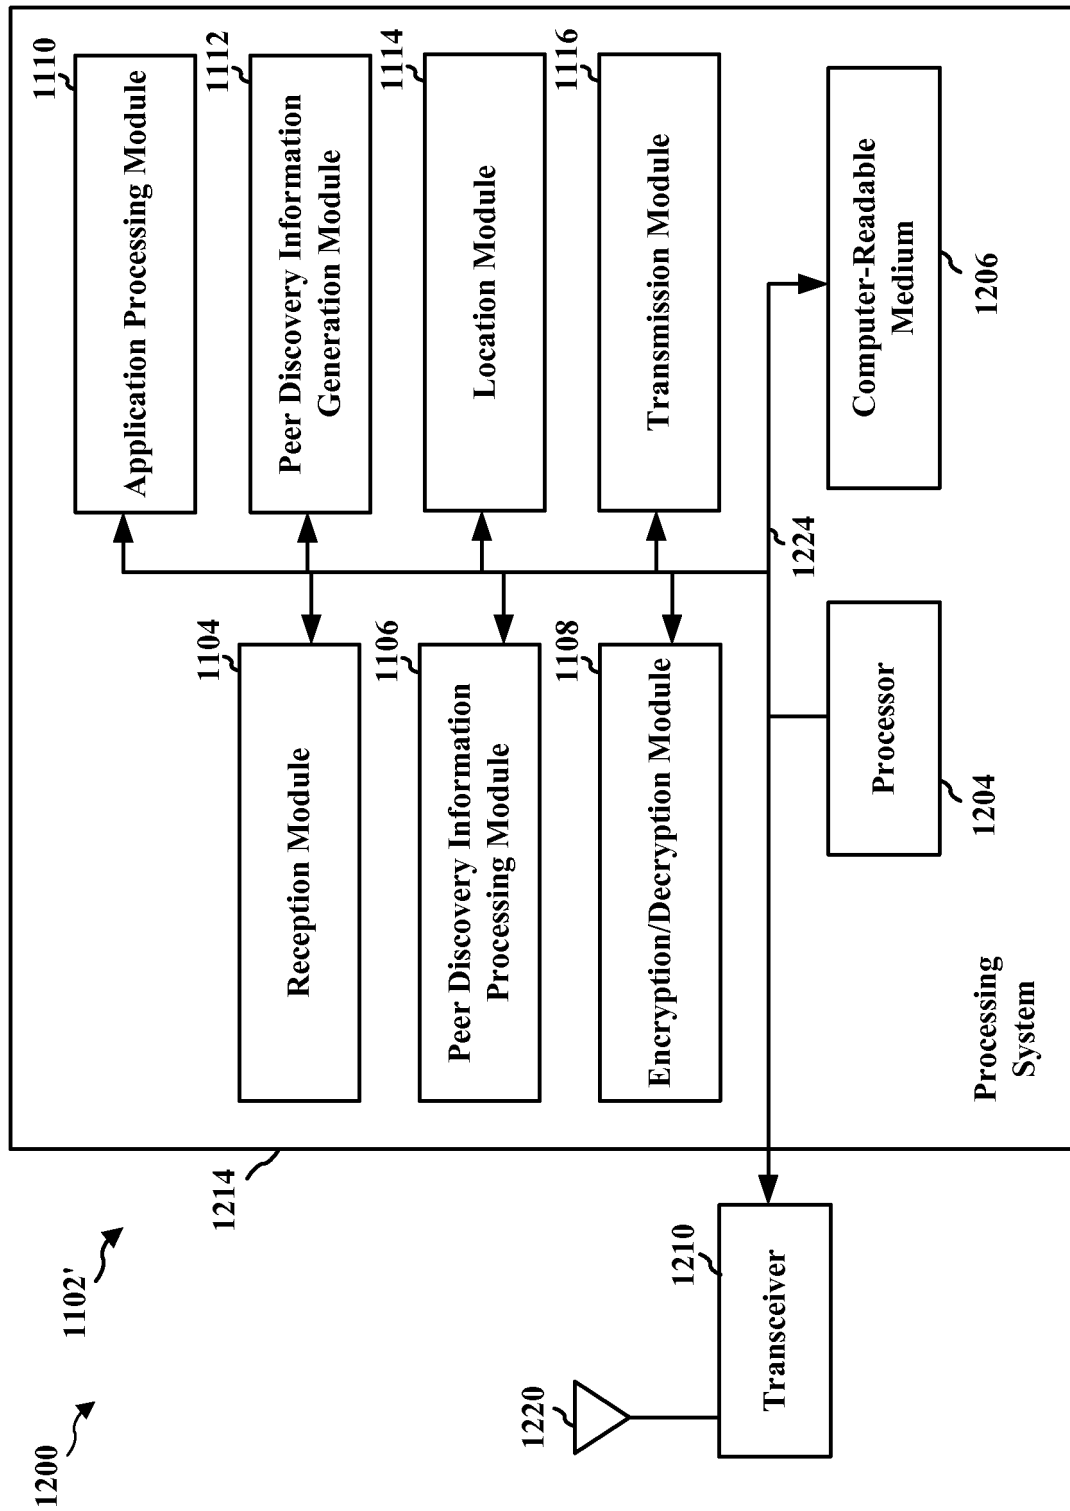 1200
1102'
1214
1220
1210
Transceiver
1104
Reception Module
1106
Peer Discovery Information
Processing Module
1108
Encryption/Decryption Module
1110
Application Processing Module
1112
Peer Discovery Information
Generation Module
1114
Location Module
1116
Transmission Module
1224
Processor
1204
Computer-Readable
Medium
1206
Processing
System